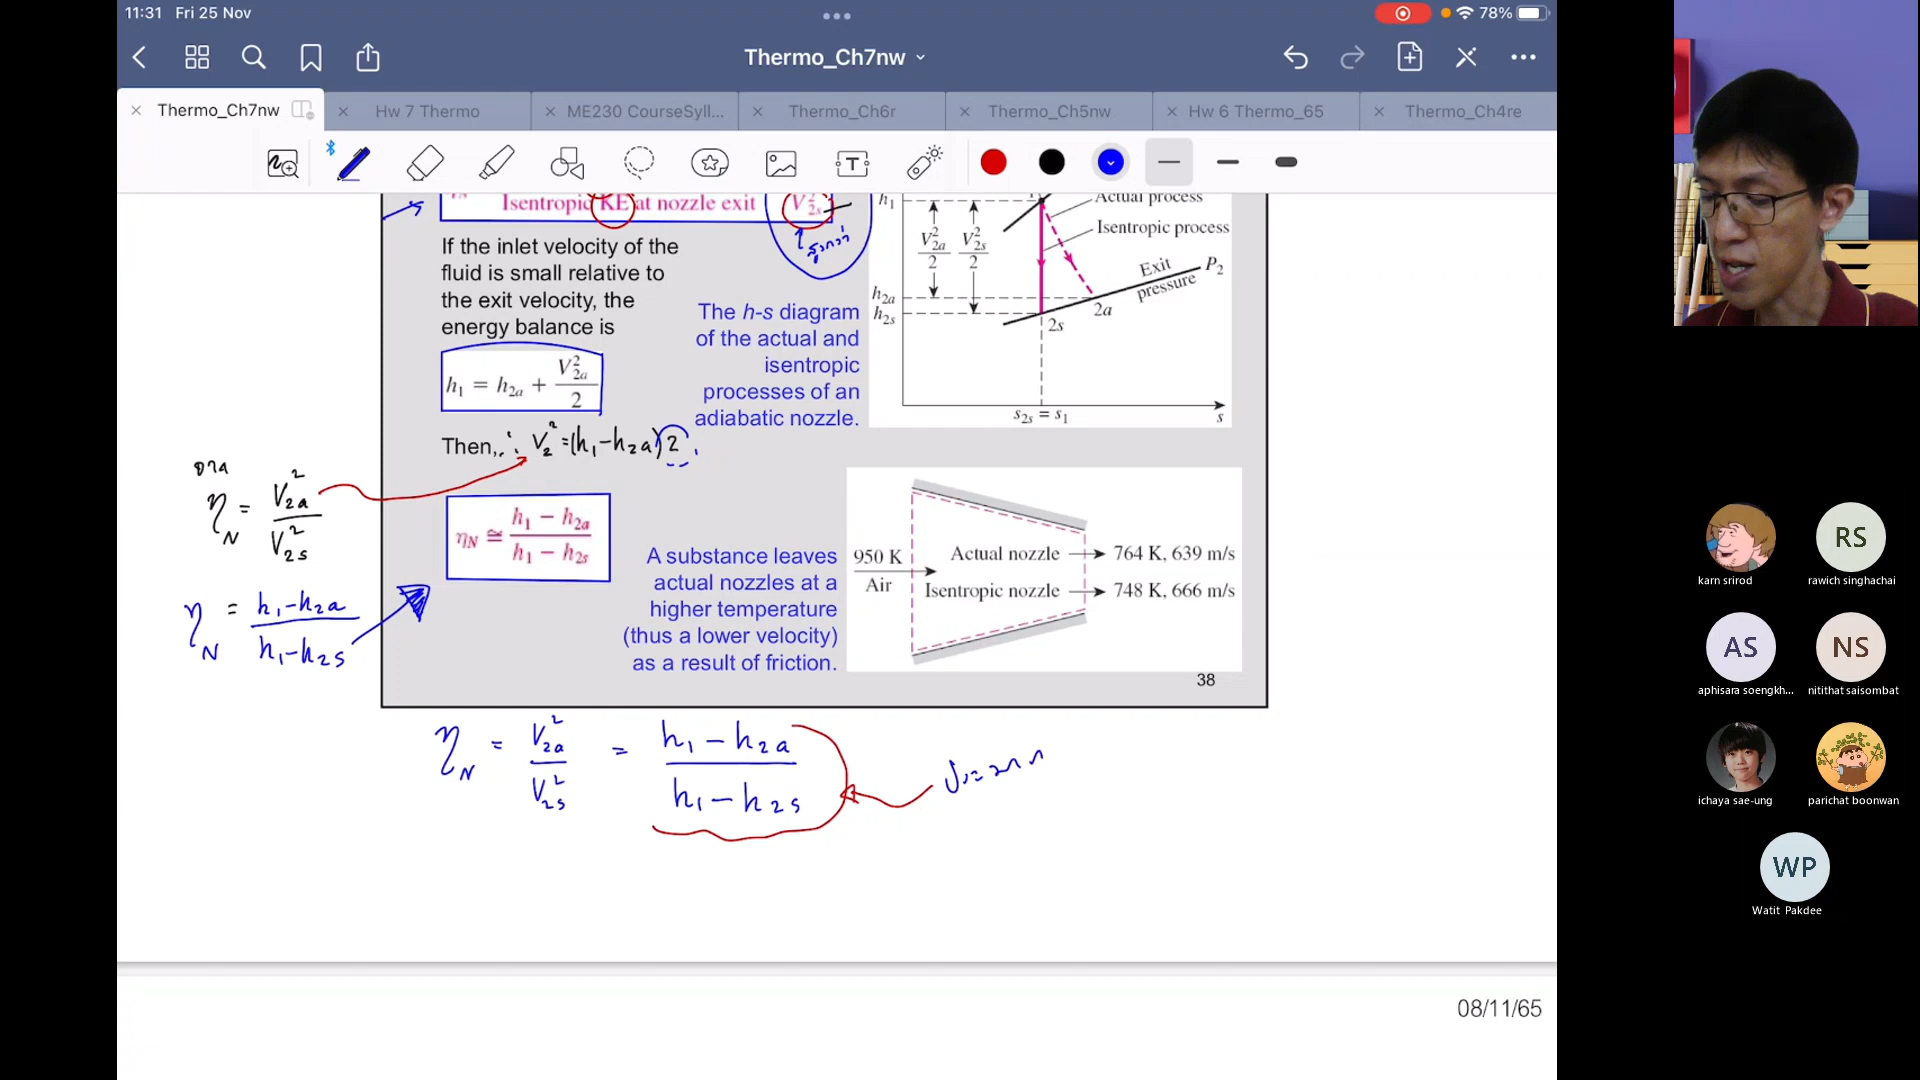 11:31 Fri 25 Nov
78%
Thermo_Ch7nw
Thermo_Ch7nw
Hw 7 Thermo
ME230 CourseSyll...
Thermo_Ch6r
Thermo_Ch5nw
Hw 6 Thermo_65
Thermo_Ch4re
Isentropic KE at nozzle exit
V²2s
If the inlet velocity of the
fluid is small relative to
the exit velocity, the
energy balance is
h1 = h2a + V²2a / 2
Then, ∴ V2² = (h1 - h2a) 2
ηN ≅ (h1 − h2a) / (h1 − h2s)
The h-s diagram
of the actual and
isentropic
processes of an
adiabatic nozzle.
h1
V²2a / 2
V²2s / 2
Actual process
Isentropic process
Exit
pressure
P2
h2a
h2s
2s
2a
s2s = s1
s
A substance leaves
actual nozzles at a
higher temperature
(thus a lower velocity)
as a result of friction.
950 K
Air
Actual nozzle
764 K, 639 m/s
Isentropic nozzle
748 K, 666 m/s
38
ηN = V2a² / V2s²
ηN = h1-h2a / h1-h2s
ηN = V2a² / V2s² = h1 - h2a / h1 - h2s
08/11/65
karn srirod
RS
rawich singhachai
AS
aphisara soengkh...
NS
nitithat saisombat
ichaya sae-ung
parichat boonwan
WP
Watit Pakdee